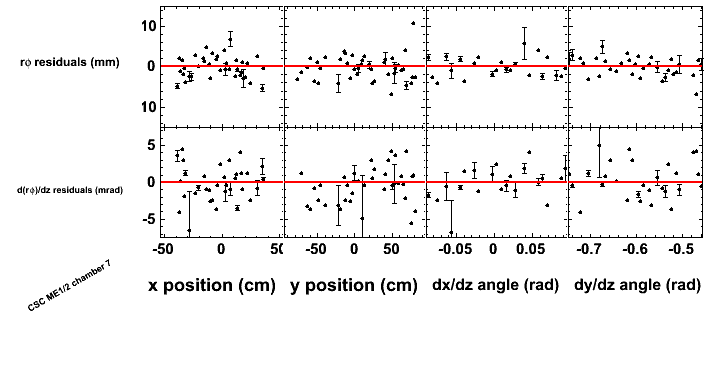 10
rϕ residuals (mm)
0
10
5
d(rϕ)/dz residuals (mrad)
0
-5
-50 0 50 -50 0 50 -0.05 0 0.05 -0.7 -0.6 -0.5
x position (cm) y position (cm) dx/dz angle (rad) dy/dz angle (rad)
CSC ME1/2 chamber 7